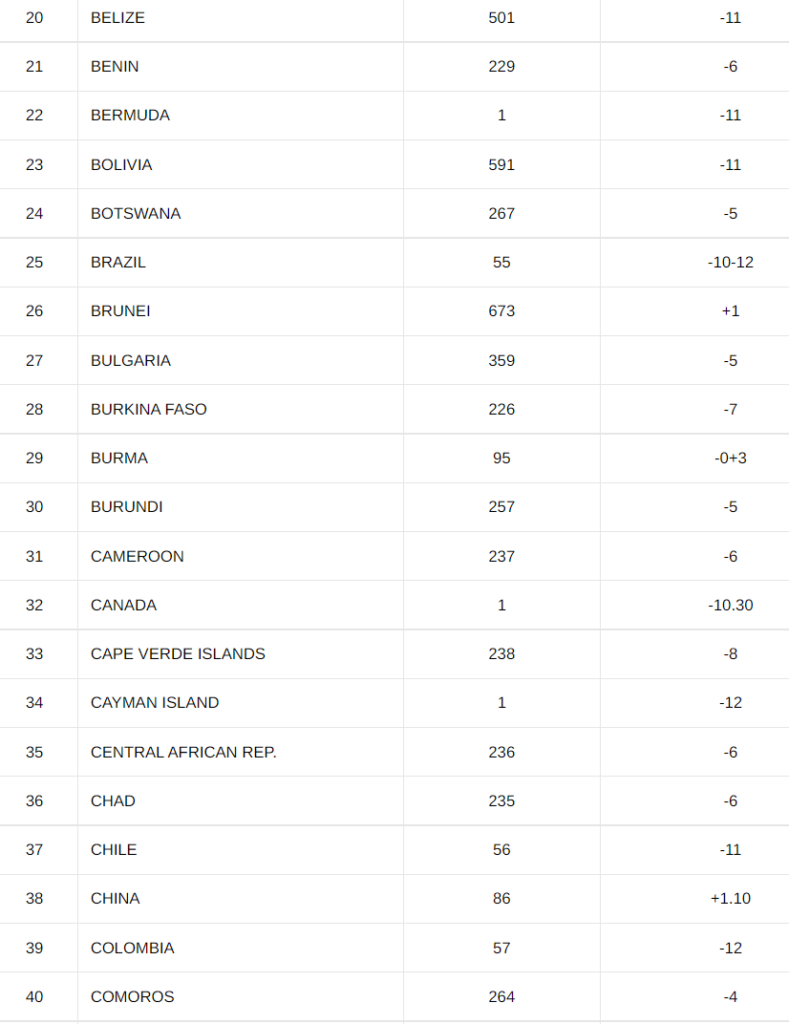 20 BELIZE 501 -11
21 BENIN 229 -6
22 BERMUDA 1 -11
23 BOLIVIA 591 -11
24 BOTSWANA 267 -5
25 BRAZIL 55 -10-12
26 BRUNEI 673 +1
27 BULGARIA 359 -5
28 BURKINA FASO 226 -7
29 BURMA 95 -0+3
30 BURUNDI 257 -5
31 CAMEROON 237 -6
32 CANADA 1 -10.30
33 CAPE VERDE ISLANDS 238 -8
34 CAYMAN ISLAND 1 -12
35 CENTRAL AFRICAN REP. 236 -6
36 CHAD 235 -6
37 CHILE 56 -11
38 CHINA 86 +1.10
39 COLOMBIA 57 -12
40 COMOROS 264 -4